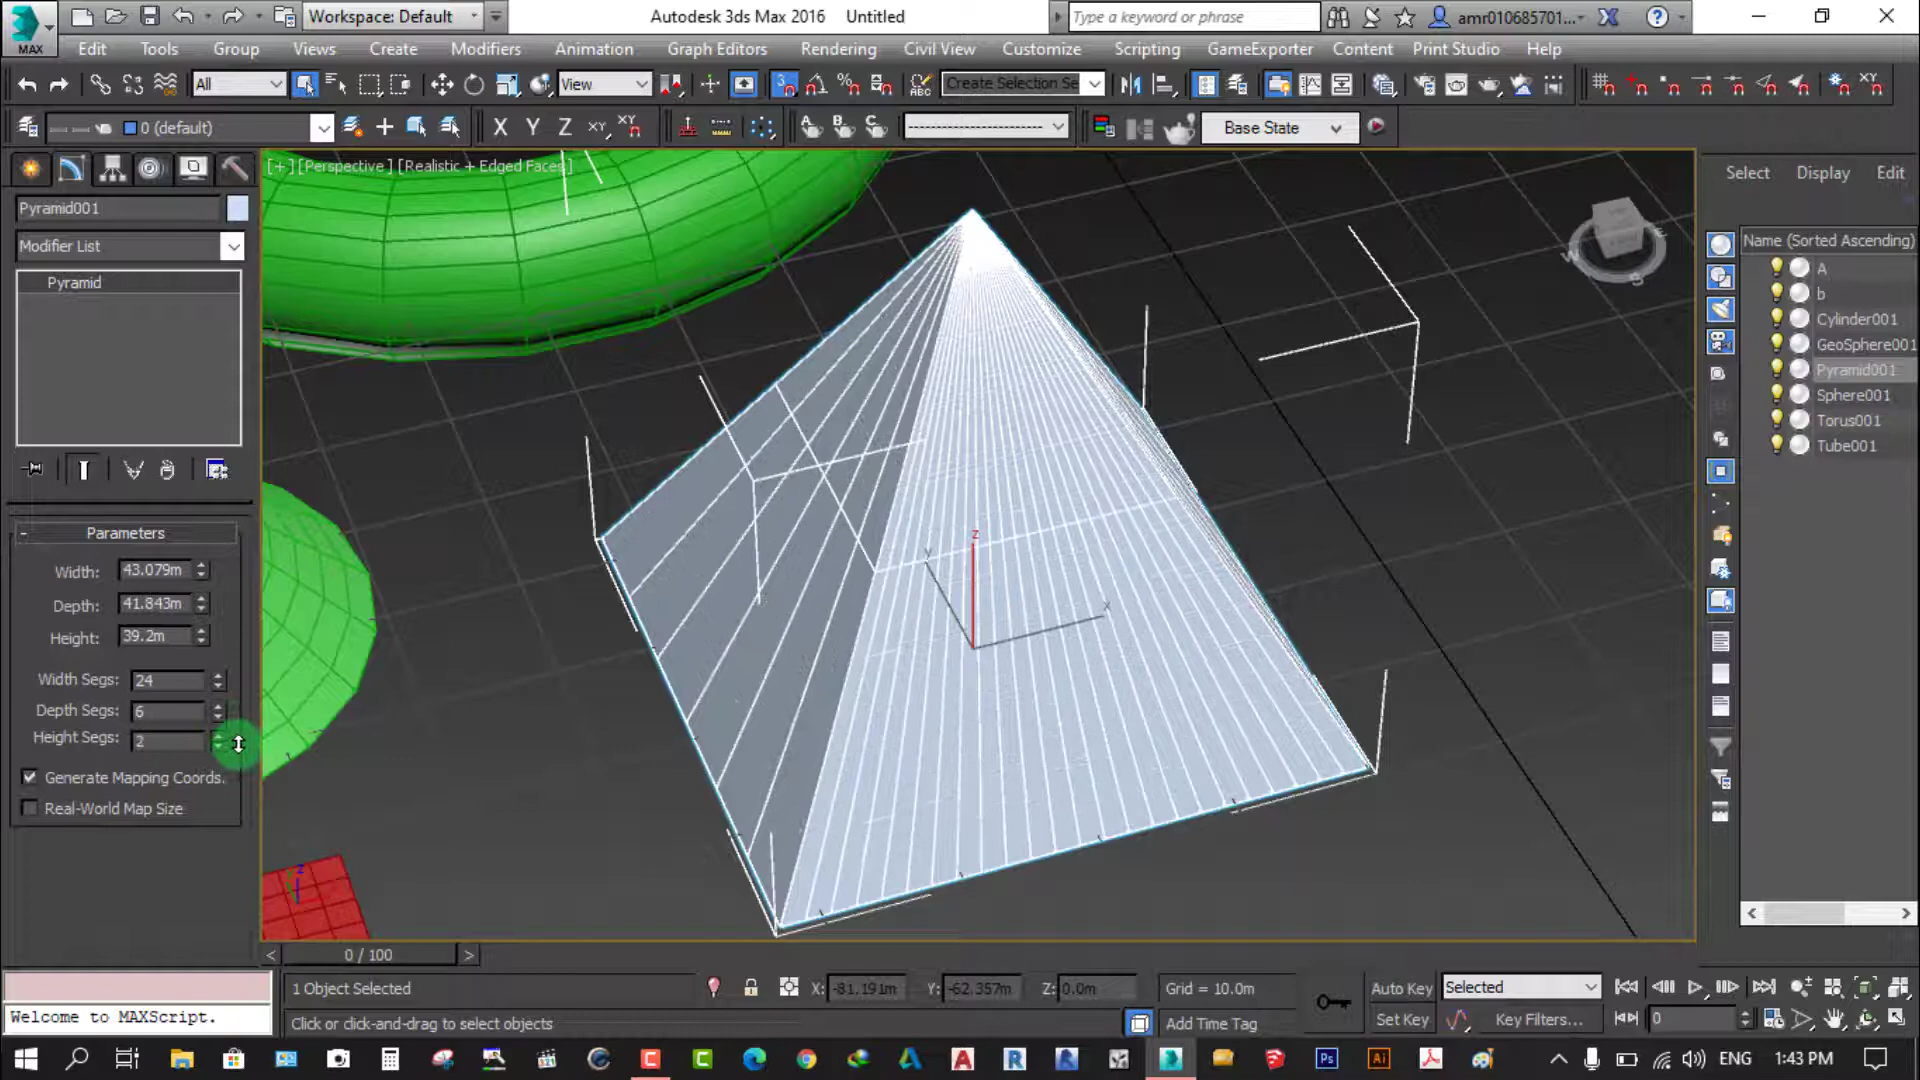 MAX
Workspace: Default
Autodesk 3ds Max 2016
Untitled
Type a keyword or phrase
amr010685701...
Edit
Tools
Group
Views
Create
Modifiers
Animation
Graph Editors
Rendering
Civil View
Customize
Scripting
GameExporter
Content
Print Studio
Help
All
View
Create Selection Se
XY
0 (default)
X
Y
Z
XY
XY
A
B
C
Base State
[+] [Perspective ] [Realistic + Edged Faces ]
Pyramid001
Modifier List
Pyramid
Parameters
Width: 43.079m
Depth: 41.843m
Height: 39.2m
Width Segs: 24
Depth Segs: 6
Height Segs: 2
Generate Mapping Coords.
Real-World Map Size
z
y
x
z
W
S
Select
Display
Edit
Name (Sorted Ascending)
A
b
Cylinder001
GeoSphere001
Pyramid001
Sphere001
Torus001
Tube001
< 0 / 100 >
1 Object Selected
X: -81.191m
Y: -62.357m
Z: 0.0m
Grid = 10.0m
Auto Key
Selected
Welcome to MAXScript.
Click or click-and-drag to select objects
Add Time Tag
Set Key
Key Filters...
0
ENG
1:43 PM